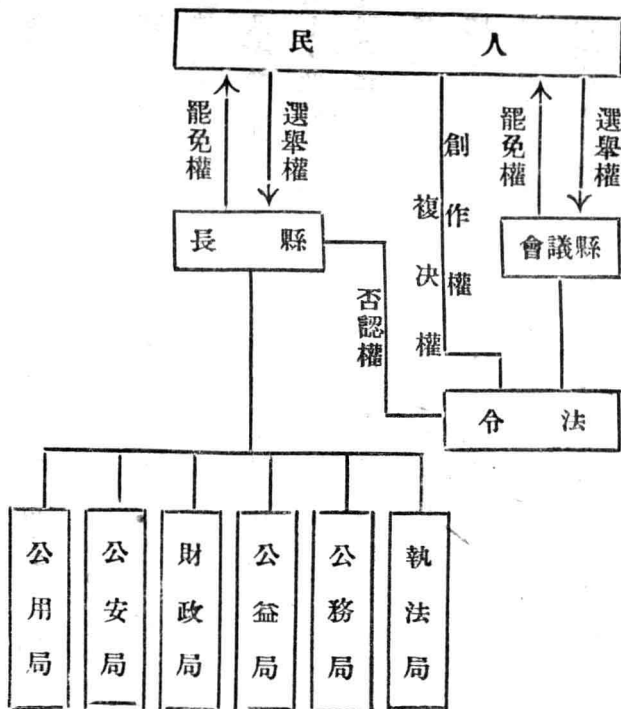 人民
選舉權
罷免權
創作權
複决權
選舉權
罷免權
縣議會
縣長
否認權
法令
執法局
公務局
公益局
財政局
公安局
公用局